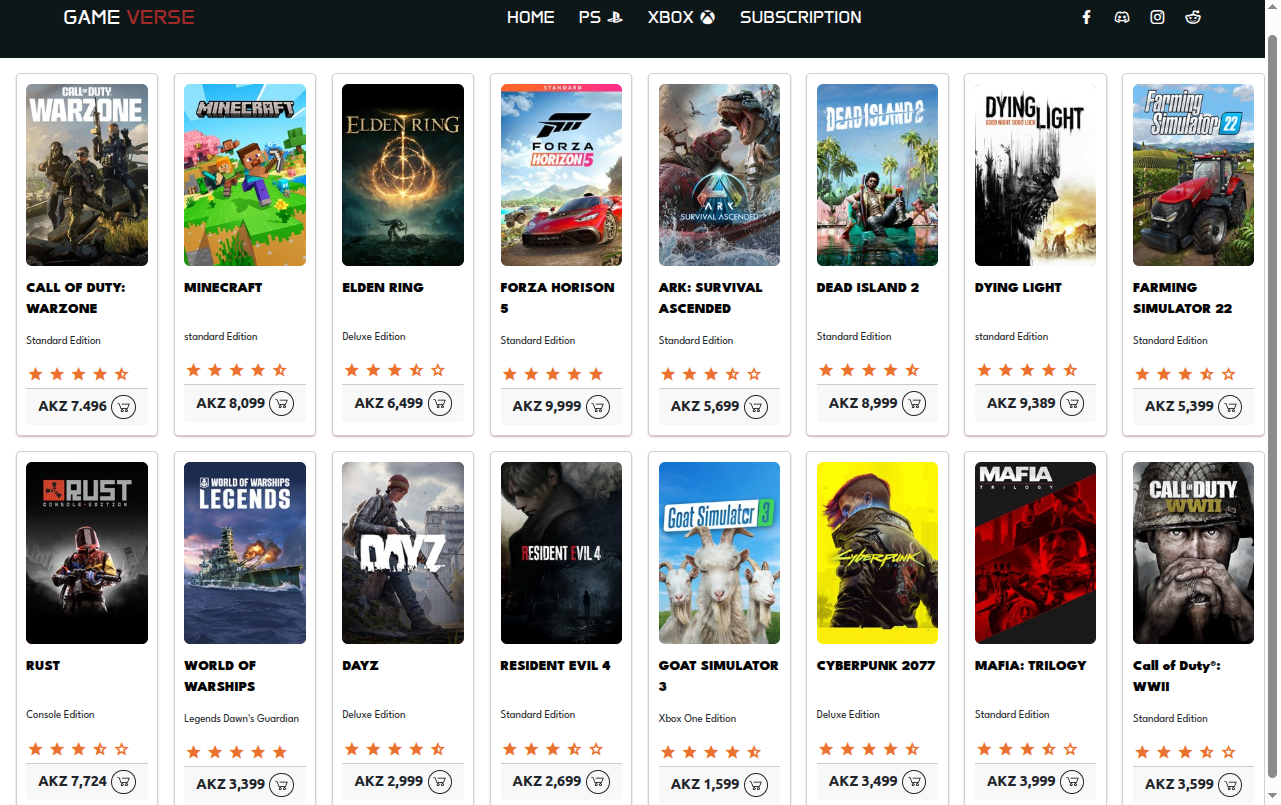 GAME VERSE HOME PS XBOX SUBSCRIPTION
CALL OF DUTY
WARZONE
CALL OF DUTY:
WARZONE
Standard Edition
AKZ 7.496
MINECRAFT
MINECRAFT
standard Edition
AKZ 8,099
ELDEN RING
ELDEN RING
Deluxe Edition
AKZ 6,499
STANDARD
FORZA
HORIZON 5
FORZA HORISON
5
Standard Edition
AKZ 9,999
ARK
SURVIVAL ASCENDED
ARK: SURVIVAL
ASCENDED
Standard Edition
AKZ 5,699
DEAD ISLAND 2
DEAD ISLAND 2
Standard Edition
AKZ 8,999
DYING
GOOD NIGHT GOOD LUCK
LIGHT
DYING LIGHT
standard Edition
AKZ 9,389
Farming
Simulator 22
FARMING
SIMULATOR 22
Standard Edition
AKZ 5,399
RUST
CONSOLE EDITION
RUST
Console Edition
AKZ 7,724
WORLD OF WARSHIPS
LEGENDS
WORLD OF
WARSHIPS
Legends Dawn's Guardian
AKZ 3,399
DAYZ
DAYZ
Deluxe Edition
AKZ 2,999
RESIDENT EVIL 4
RESIDENT EVIL 4
Standard Edition
AKZ 2,699
Goat Simulator 3
GOAT SIMULATOR
3
Xbox One Edition
AKZ 1,599
Cyberpunk
CYBERPUNK 2077
Deluxe Edition
AKZ 3,499
MAFIA
TRILOGY
MAFIA: TRILOGY
Standard Edition
AKZ 3,999
CALL OF DUTY
WWII
Call of Duty®:
WWII
Standard Edition
AKZ 3,599